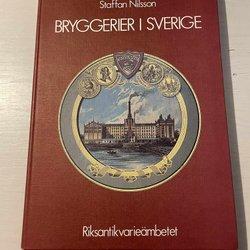 Staffan Nilsson
BRYGGERIER I SVERIGE
Riksantikvarieämbetet